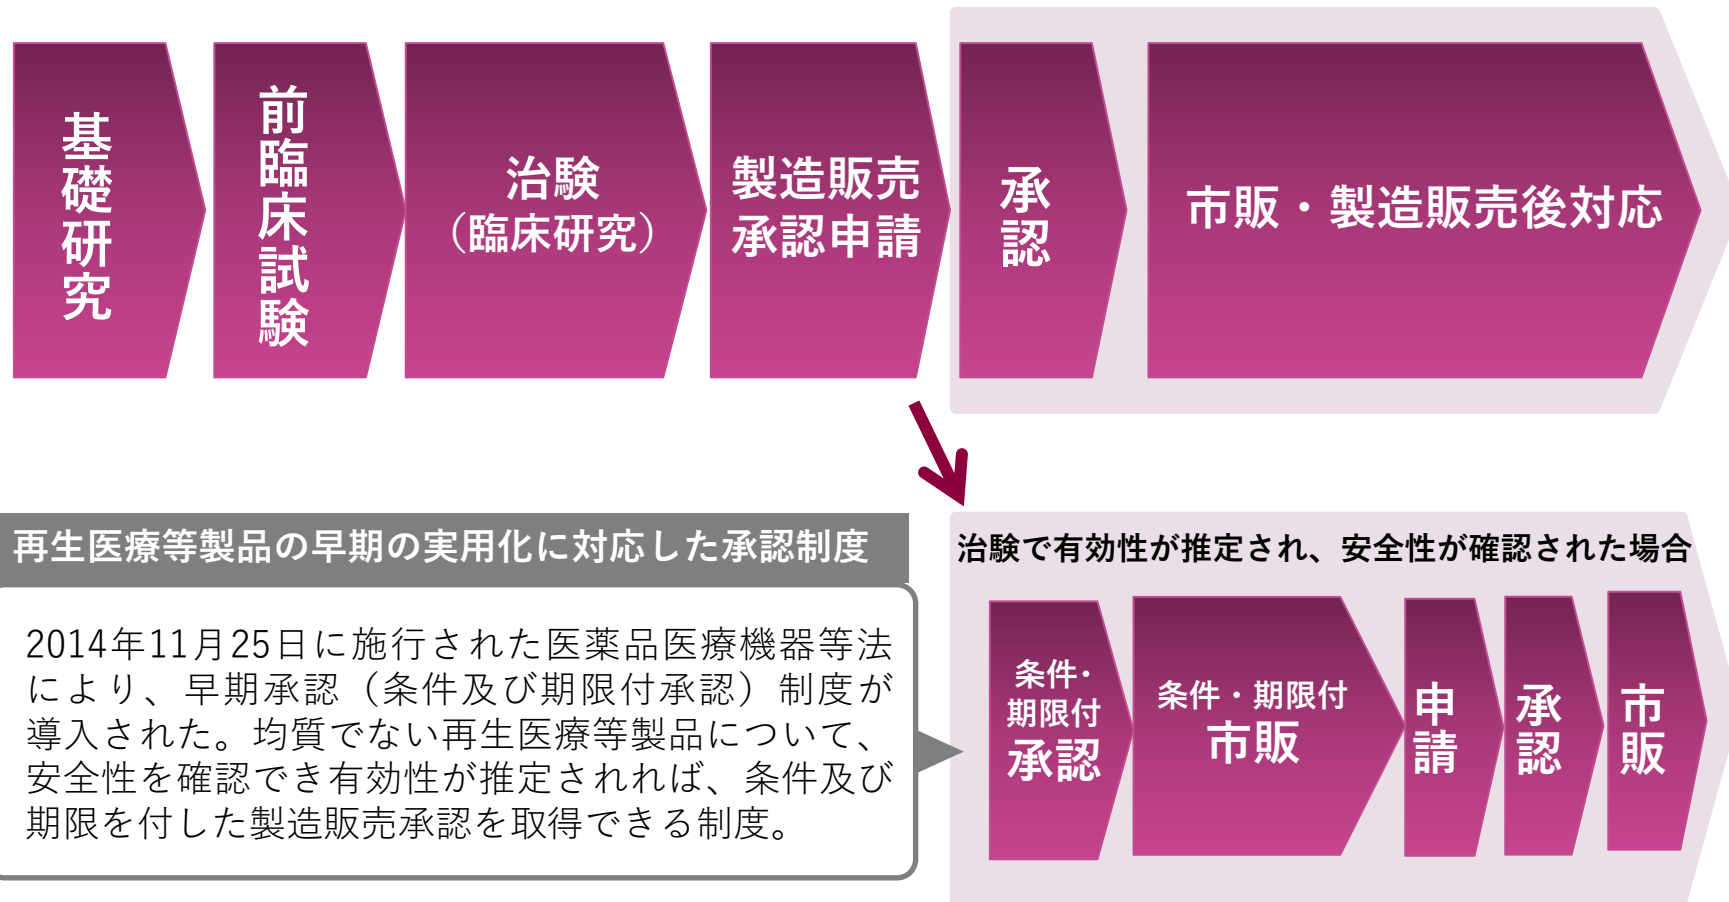 基礎研究
前臨床試験
治験
（臨床研究）
製造販売
承認申請
承認
市販・製造販売後対応
再生医療等製品の早期の実用化に対応した承認制度
2014年11月25日に施行された医薬品医療機器等法
により、早期承認（条件及び期限付承認）制度が
導入された。均質でない再生医療等製品について、
安全性を確認でき有効性が推定されれば、条件及び
期限を付した製造販売承認を取得できる制度。
治験で有効性が推定され、安全性が確認された場合
条件・
期限付
承認
条件・期限付
市販
申請
承認
市販